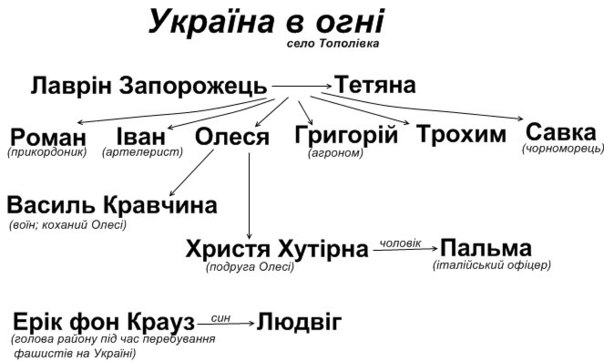 Україна в огні
село Тополівка
Лаврін Запорожець Тетяна
Роман Іван Олеся Григорій Трохим Савка
(прикордоник) (артелерист) (агроном) (чорноморець)
Василь Кравчина
(воїн; коханий Олесі)
Христя Хутірна чоловік Пальма
(подруга Олесі) (італійський офіцер)
Ерік фон Крауз син Людвіг
(голова району під час перебування
фашистів на Україні)